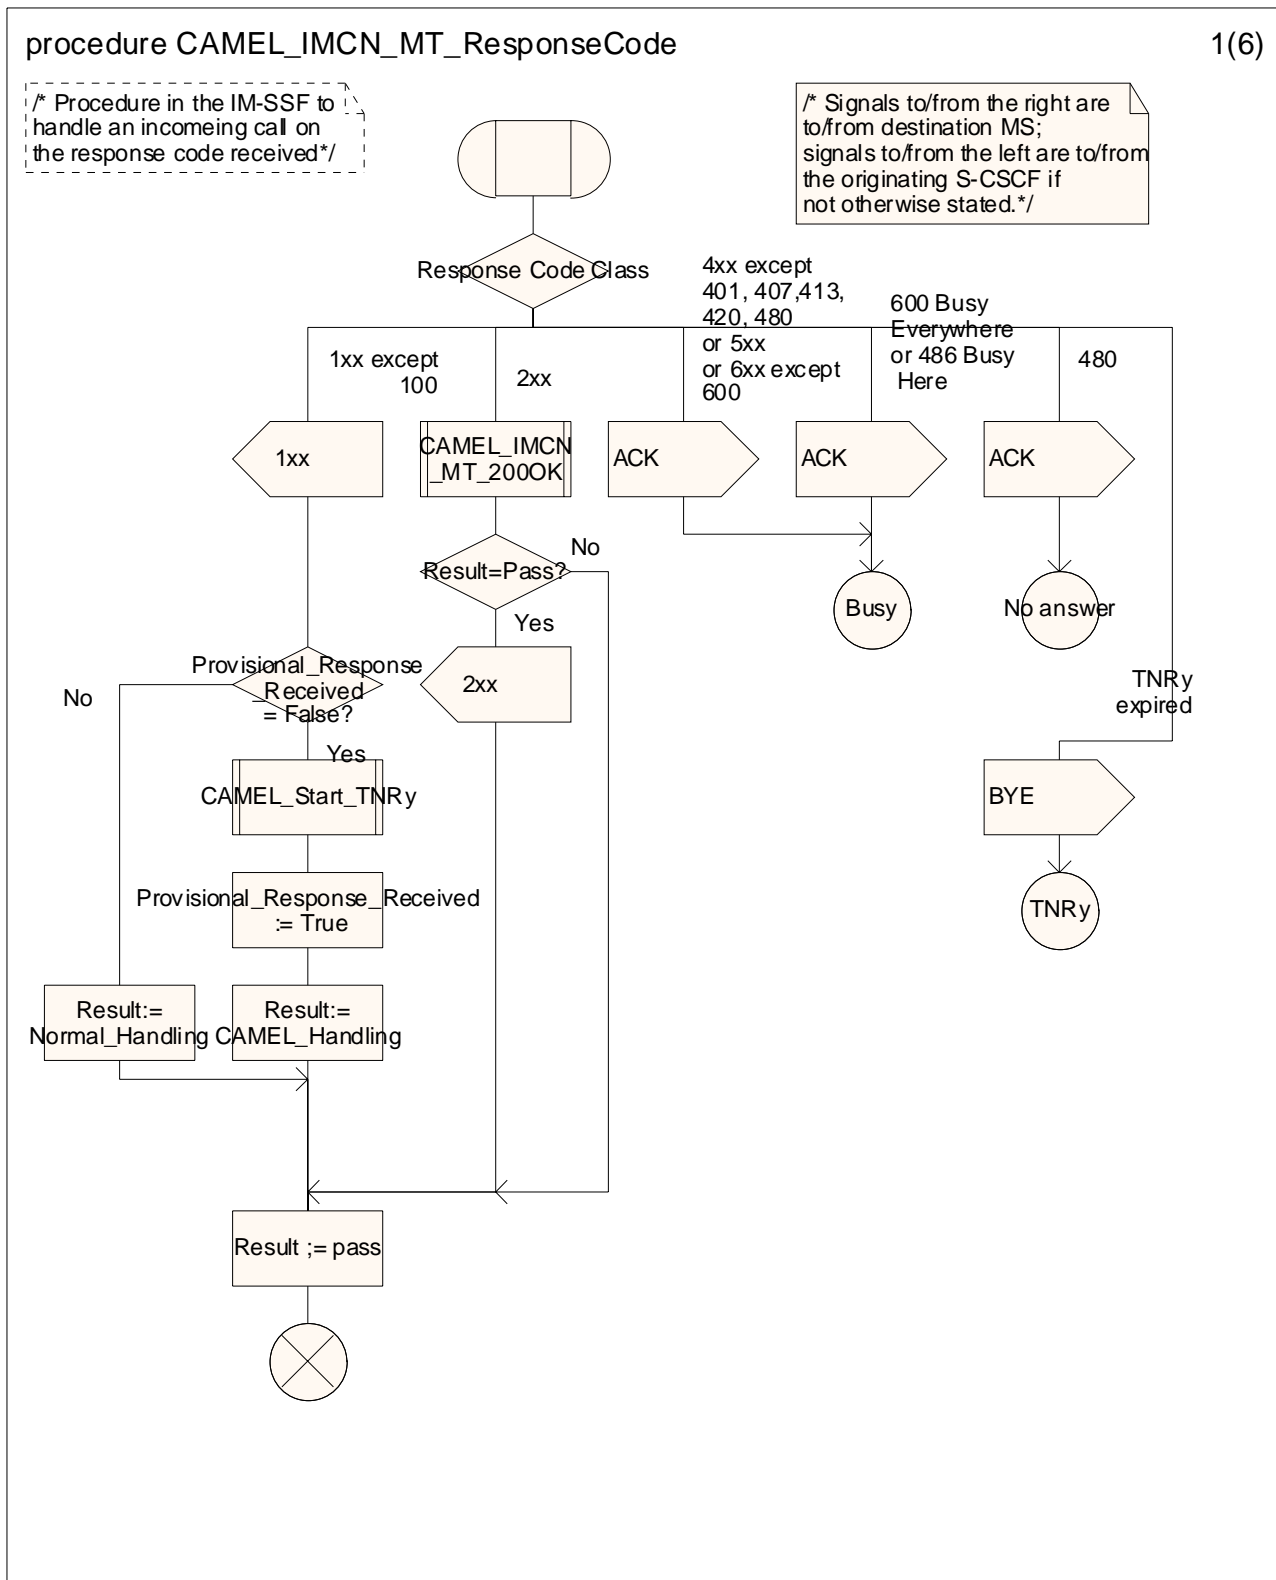 procedure CAMEL_IMCN_MT_ResponseCode
1(6)
/* Procedure in the IM-SSF to
handle an incomeing call on
the response code received*/
/* Signals to/from the right are
to/from destination MS;
signals to/from the left are to/from
the originating S-CSCF if
not otherwise stated.*/
Response Code Class
1xx except
100
2xx
4xx except
401, 407,413,
420, 480
or 5xx
or 6xx except
600
600 Busy
Everywhere
or 486 Busy
Here
480
1xx
CAMEL_IMCN
_MT_200OK
ACK
ACK
ACK
Result=Pass?
No
Yes
Busy
No answer
Provisional_Response
_Received
= False?
No
Yes
2xx
TNRy
expired
CAMEL_Start_TNRy
BYE
Provisional_Response_Received
:= True
TNRy
Result:=
Normal_Handling
Result:=
CAMEL_Handling
Result ;= pass